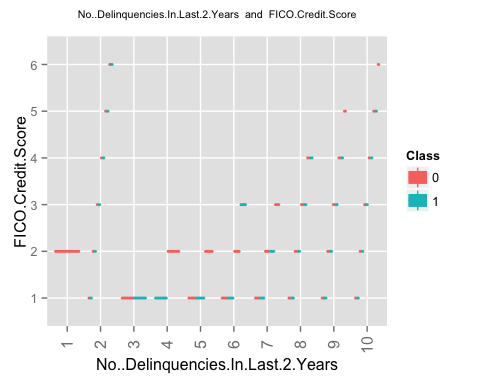 No..Delinquencies.In.Last.2.Years and FICO.Credit.Score
6
5
4
3
2
1
FICO.Credit.Score
1 2 3 4 5 6 7 8 9 10
No..Delinquencies.In.Last.2.Years
Class
0
1